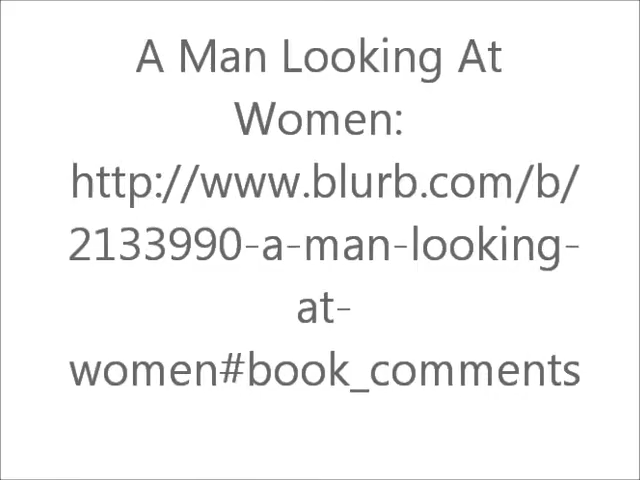 A Man Looking At
Women:
http://www.blurb.com/b/
2133990-a-man-looking-
at-
women#book_comments